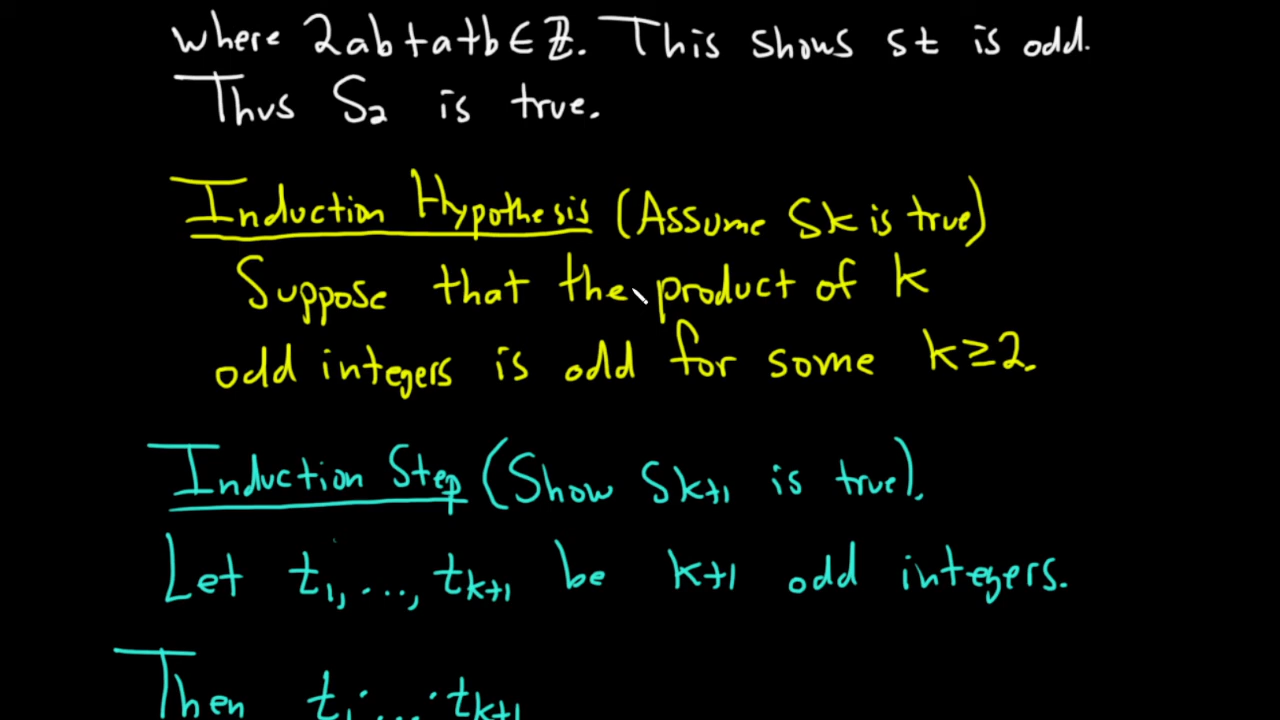 where 2ab+a+b∈ℤ. This shows st is odd.
Thus S₂ is true.
Induction Hypothesis (Assume Sk is true)
Suppose that the product of k
odd integers is odd for some k≥2.
Induction Step (Show Sk+1 is true).
Let t₁,..., tk+1 be k+1 odd integers.
Then t₁·...·tk+1